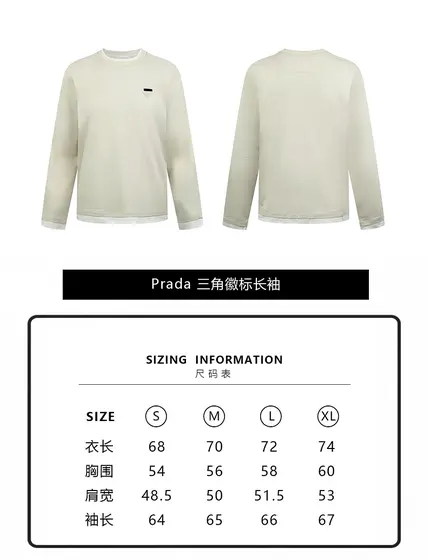 Prada 三角徽标长袖
SIZING INFORMATION
尺码表
SIZE S M L XL
衣长 68 70 72 74
胸围 54 56 58 60
肩宽 48.5 50 51.5 53
袖长 64 65 66 67